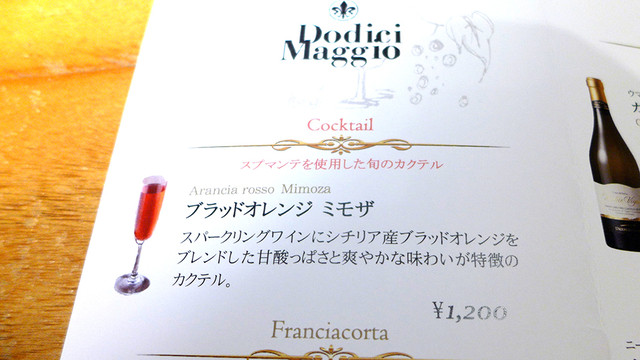 Dodici
Maggio
Cocktail
スプマンテを使用した旬のカクテル
Arancia rosso Mimoza
ブラッドオレンジ ミモザ
スパークリングワインにシチリア産ブラッドオレンジを
ブレンドした甘酸っぱさと爽やかな味わいが特徴の
カクテル。
¥1,200
Franciacorta